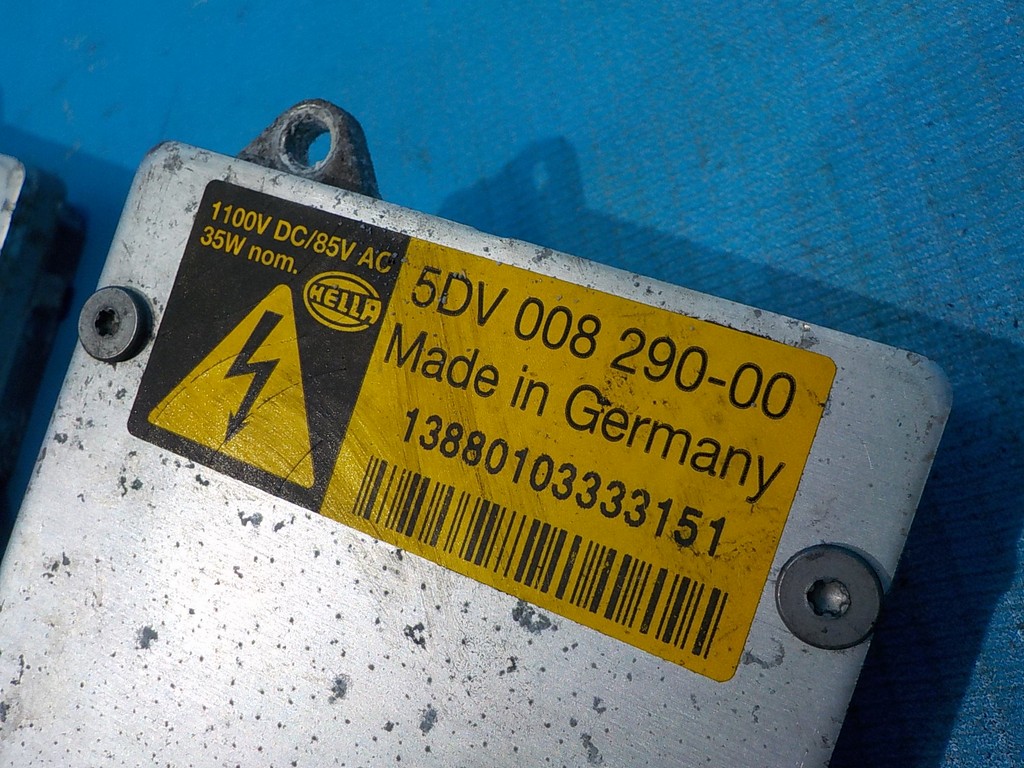 1100V DC/85V AC
35W nom.
HELLA
5DV 008 290-00
Made in Germany
13880103333151